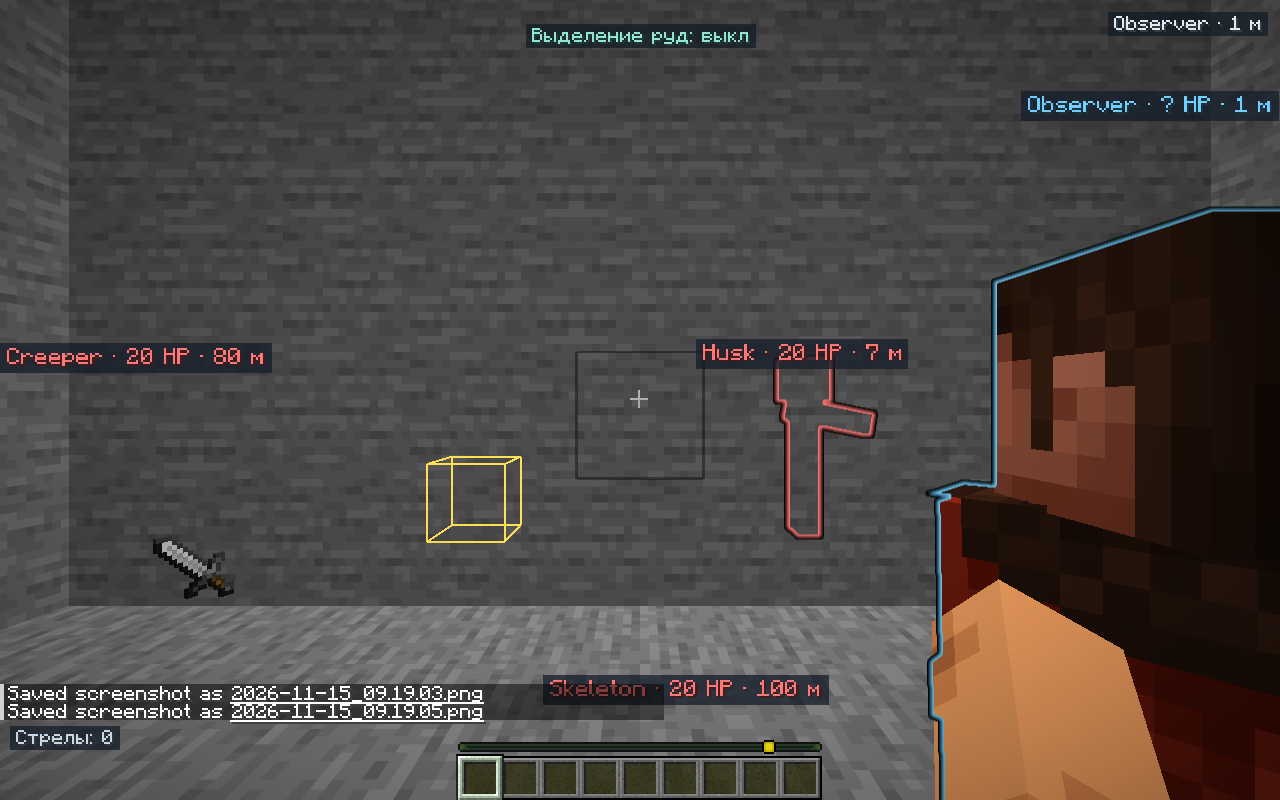 Observer · 1 м
Выделение руд: выкл
Observer · ? HP · 1 м
Creeper · 20 HP · 80 м
Husk · 20 HP · 7 м
Saved screenshot as 2026-11-15_09.19.03.png
Skeleton · 20 HP · 100 м
Saved screenshot as 2026-11-15_09.19.05.png
Стрелы: 0